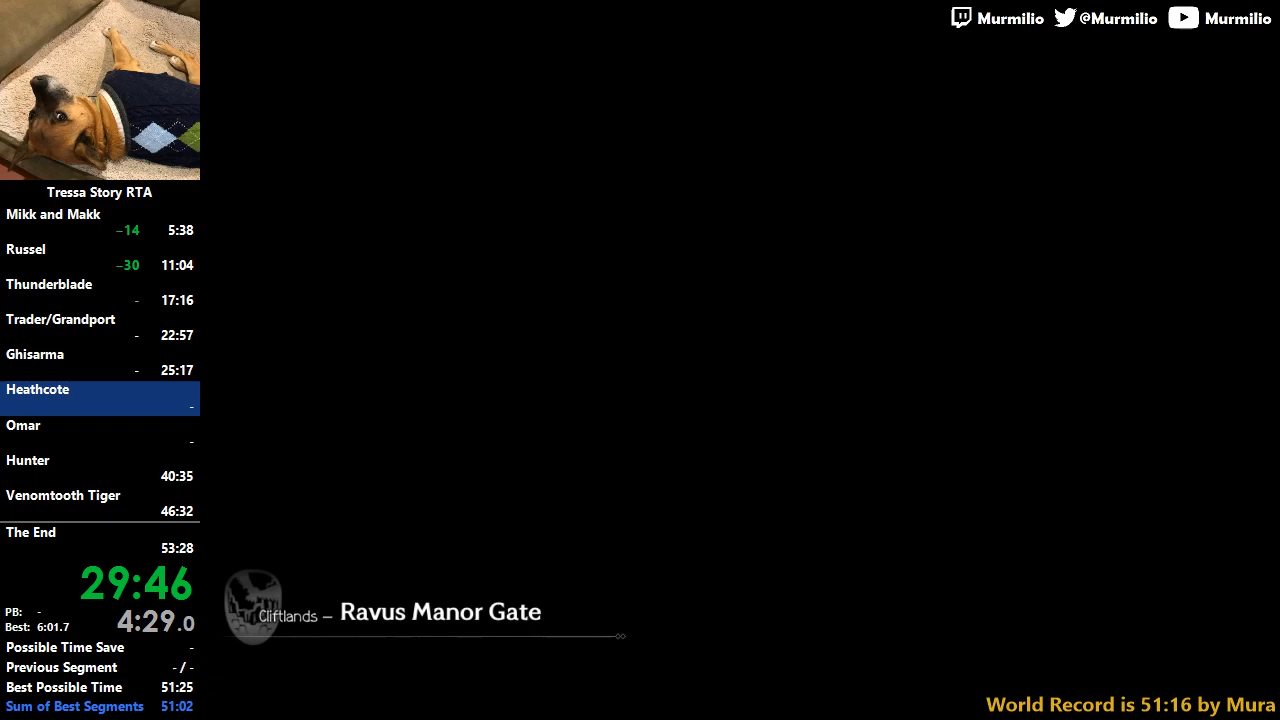 Murmilio @Murmilio Murmilio
Tressa Story RTA
Mikk and Makk
−14 5:38
Russel
−30 11:04
Thunderblade
- 17:16
Trader/Grandport
- 22:57
Ghisarma
- 25:17
Heathcote
-
Omar
-
Hunter
40:35
Venomtooth Tiger
46:32
The End
53:28
29:46
PB: -
Best: 6:01.7 4:29.0
Possible Time Save -
Previous Segment - / -
Best Possible Time 51:25
Sum of Best Segments 51:02
Cliftlands – Ravus Manor Gate
World Record is 51:16 by Mura